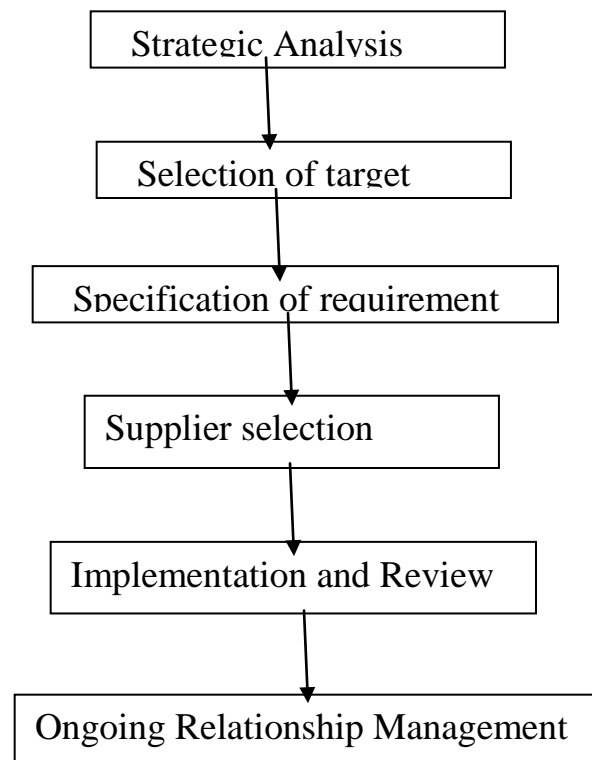 Strategic Analysis
Selection of target
Specification of requirement
Supplier selection
Implementation and Review
Ongoing Relationship Management